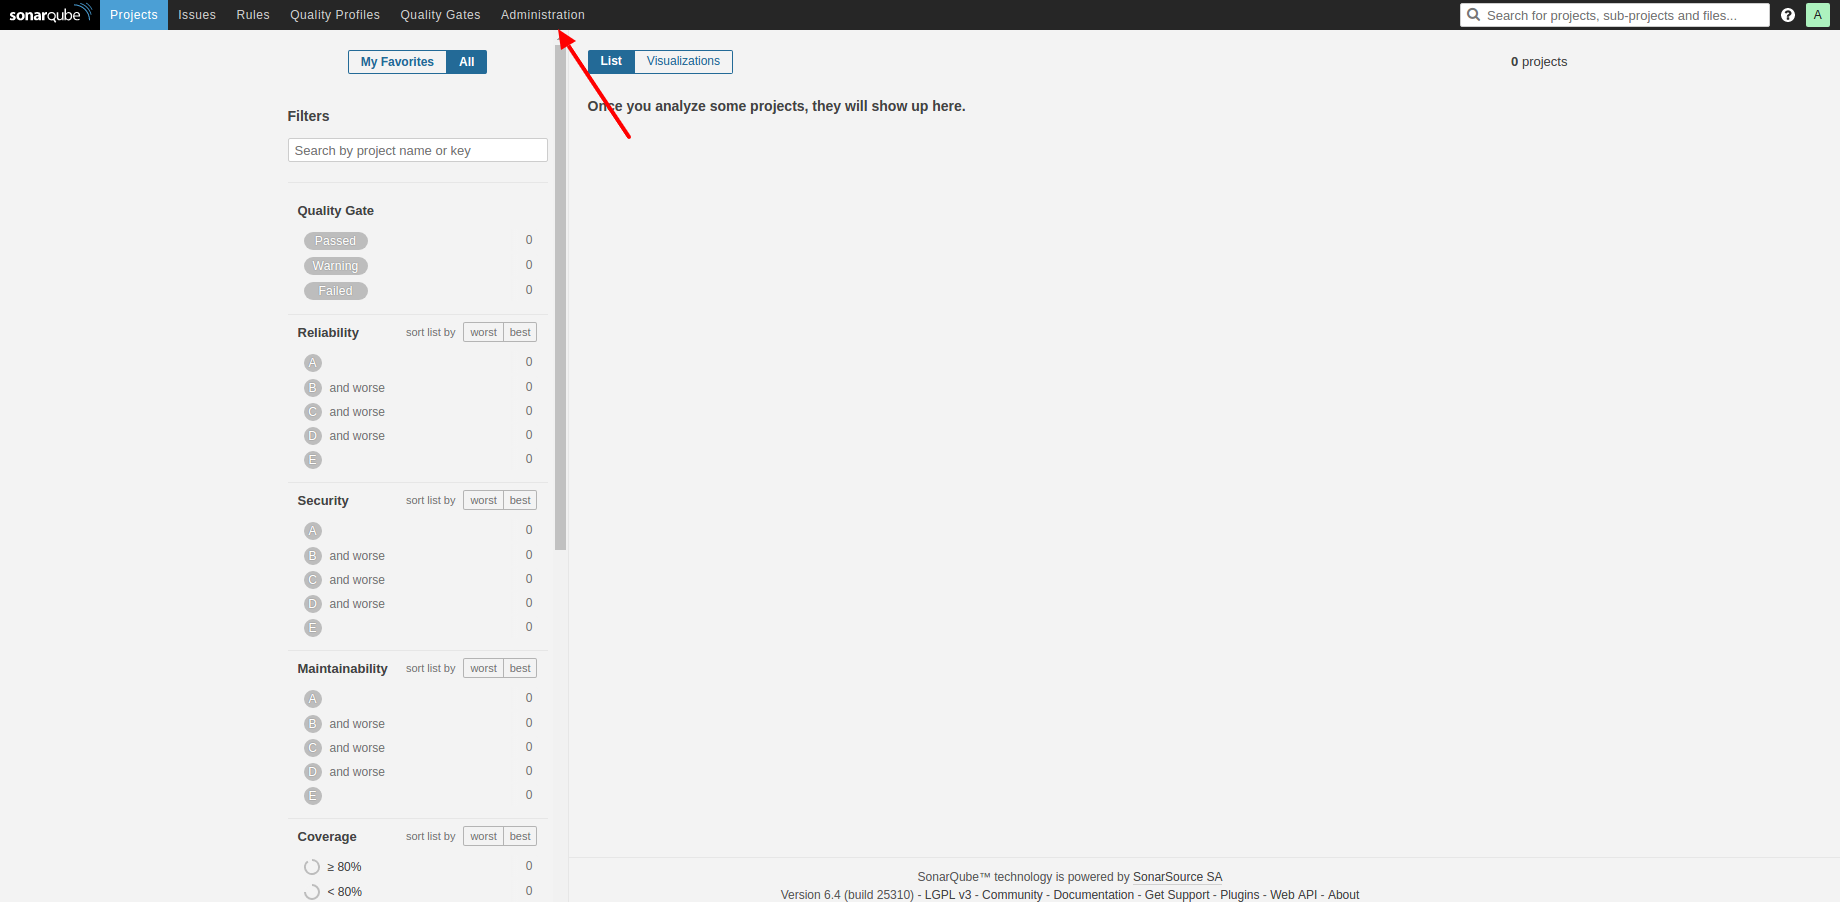 sonarqube Projects Issues Rules Quality Profiles Quality Gates Administration Search for projects, sub-projects and files... ? A
My Favorites All
List Visualizations
0 projects
Once you analyze some projects, they will show up here.
Filters
Search by project name or key
Quality Gate
Passed 0
Warning 0
Failed 0
Reliability sort list by worst best
A 0
B and worse 0
C and worse 0
D and worse 0
E 0
Security sort list by worst best
A 0
B and worse 0
C and worse 0
D and worse 0
E 0
Maintainability sort list by worst best
A 0
B and worse 0
C and worse 0
D and worse 0
E 0
Coverage sort list by worst best
≥ 80% 0
< 80% 0
SonarQube™ technology is powered by SonarSource SA
Version 6.4 (build 25310) - LGPL v3 - Community - Documentation - Get Support - Plugins - Web API - About